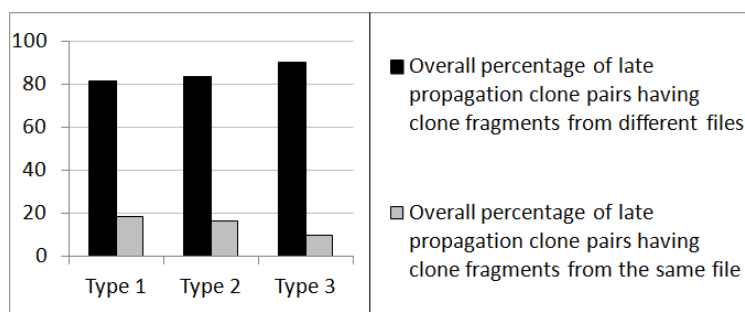 100
80
60
40
20
0
Type 1 Type 2 Type 3
Overall percentage of late
propagation clone pairs having
clone fragments from different files
Overall percentage of late
propagation clone pairs having
clone fragments from the same file